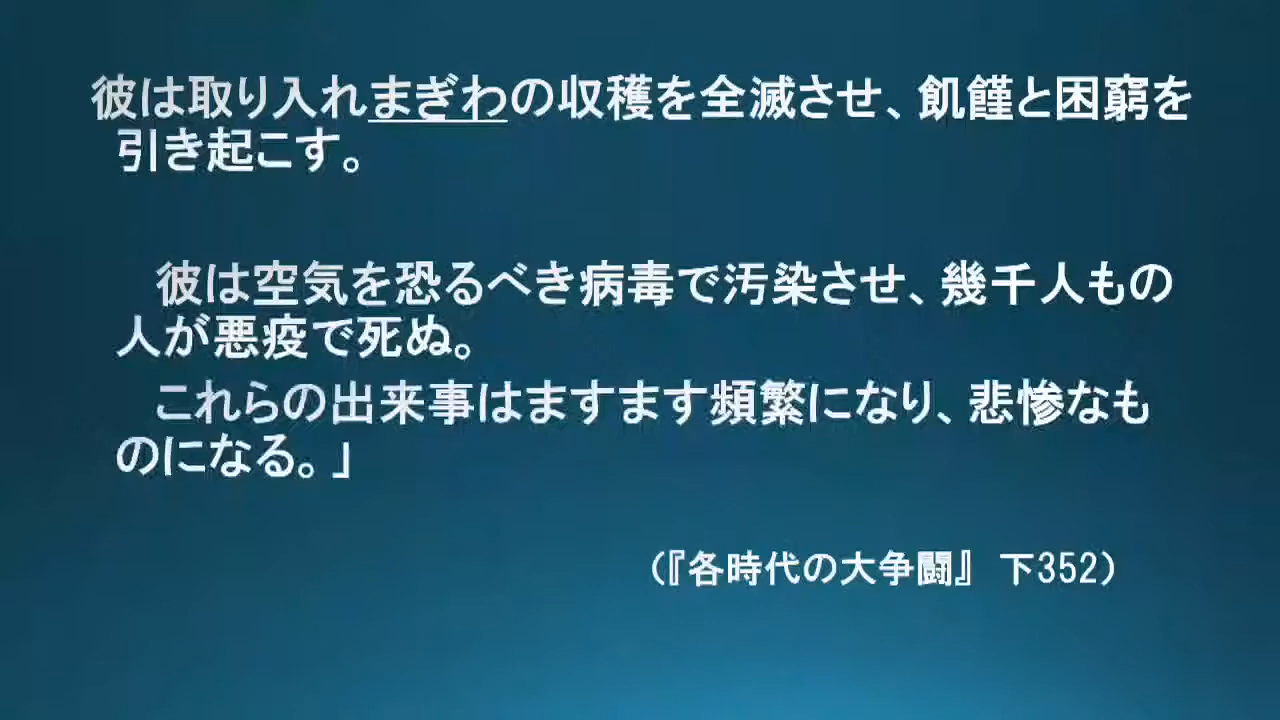 彼は取り入れまぎわの収穫を全滅させ、飢饉と困窮を
引き起こす。
彼は空気を恐るべき病毒で汚染させ、幾千人もの
人が悪疫で死ぬ。
これらの出来事はますます頻繁になり、悲惨なも
のになる。」
(『各時代の大争闘』 下352)